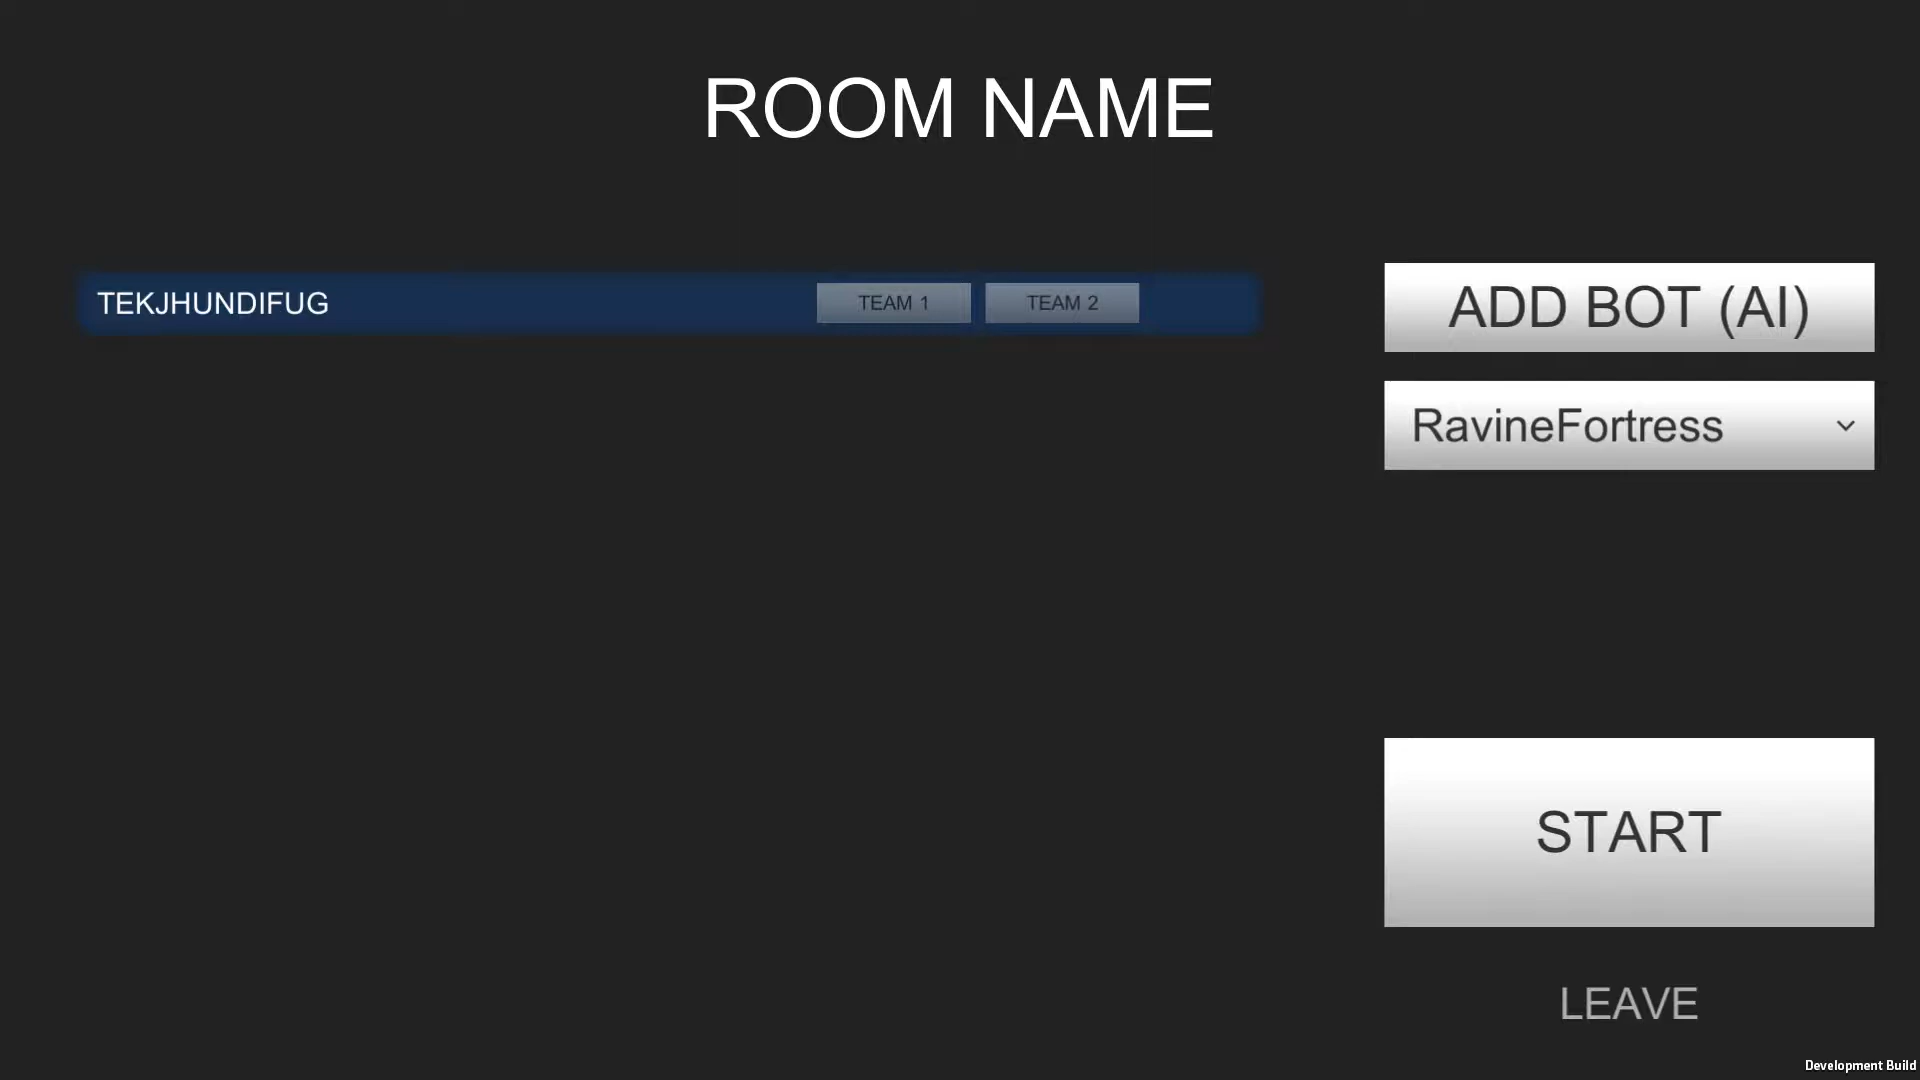 ROOM NAME
TEKJHUNDIFUG
TEAM 1
TEAM 2
ADD BOT (AI)
RavineFortress
START
LEAVE
Development Build